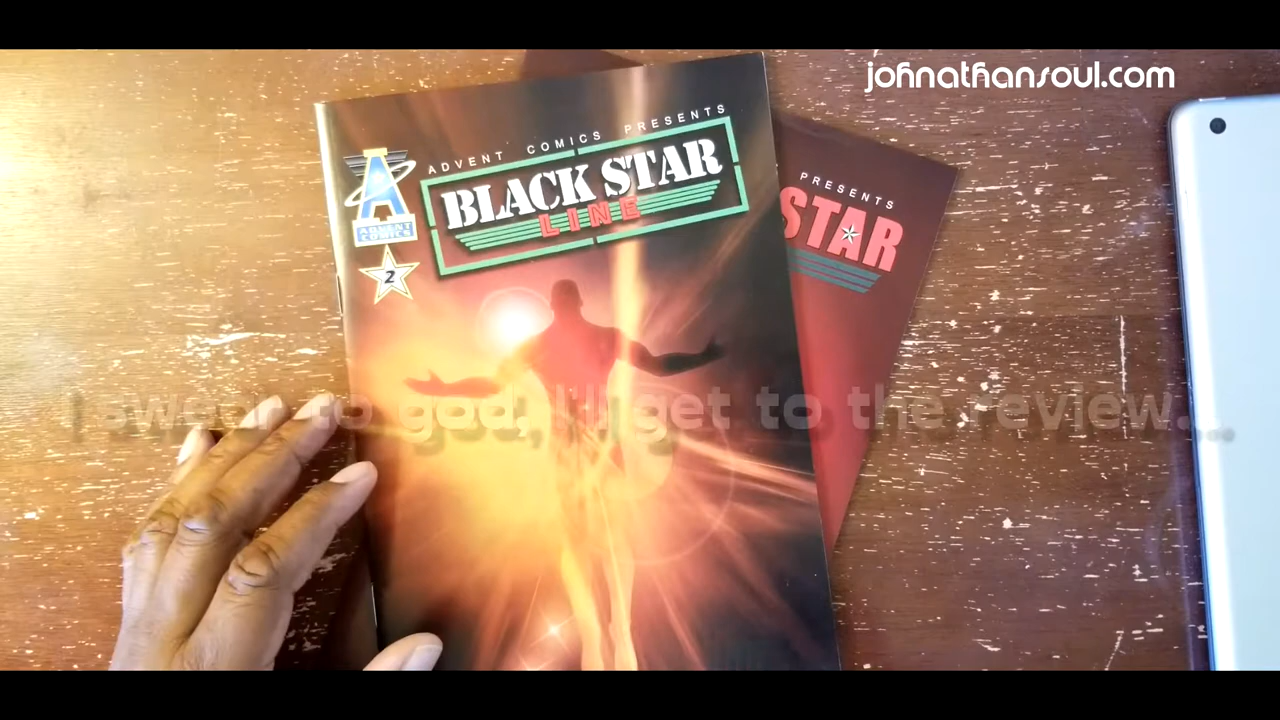 johnathansoul.com
ADVENT COMICS PRESENTS
BLACK STAR
LINE
ADVENT
COMICS
2
PRESENTS
STAR
I swear to god, I'll get to the review...